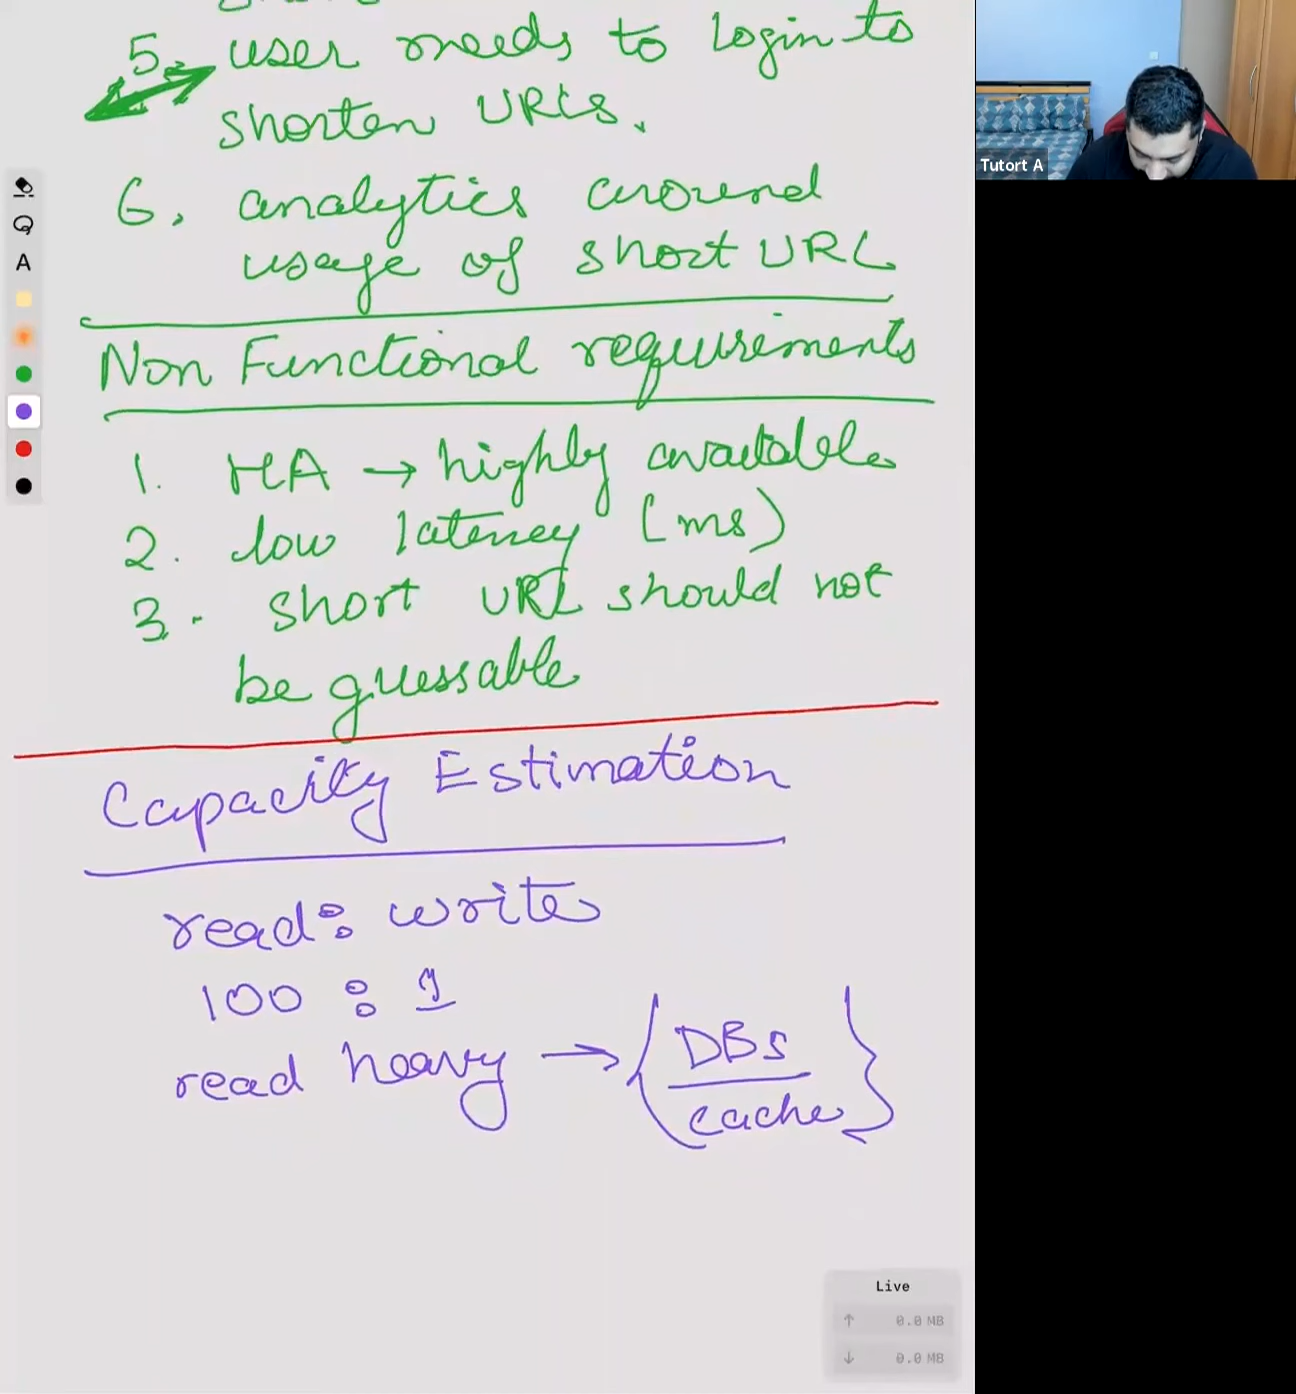 5. user needs to login to
shorten URLs.
6. analytics around
usage of short URL
Non Functional requirements
1. HA → highly available
2. low latency (ms)
3. short URL should not
be guessable
Capacity Estimation
read: write
100 : 1
read heavy → { DBs
cache }
Tutort A
A
Live
↑ 0.0 MB
↓ 0.0 MB